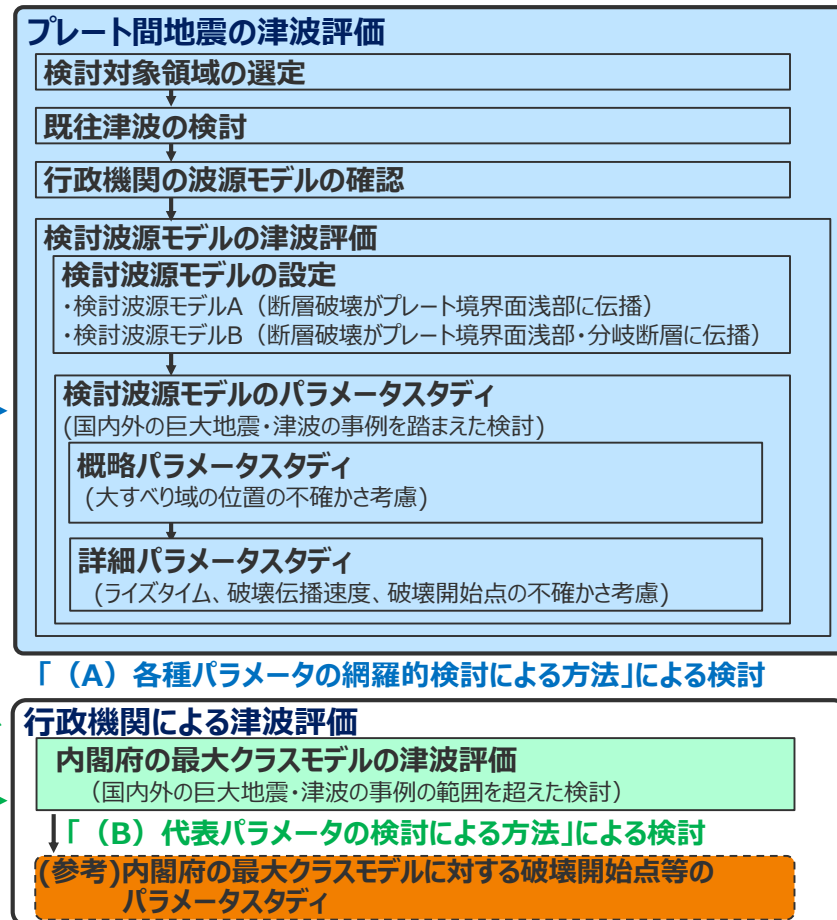 プレート間地震の津波評価
検討対象領域の選定
既往津波の検討
行政機関の波源モデルの確認
検討波源モデルの津波評価
検討波源モデルの設定
・検討波源モデルA（断層破壊がプレート境界面浅部に伝播）
・検討波源モデルB（断層破壊がプレート境界面浅部・分岐断層に伝播）
検討波源モデルのパラメータスタディ
(国内外の巨大地震・津波の事例を踏まえた検討)
概略パラメータスタディ
(大すべり域の位置の不確かさ考慮)
詳細パラメータスタディ
(ライズタイム、破壊伝播速度、破壊開始点の不確かさ考慮)
「（A）各種パラメータの網羅的検討による方法」による検討
行政機関による津波評価
内閣府の最大クラスモデルの津波評価
（国内外の巨大地震・津波の事例の範囲を超えた検討）
「（B）代表パラメータの検討による方法」による検討
(参考)内閣府の最大クラスモデルに対する破壊開始点等の
パラメータスタディ